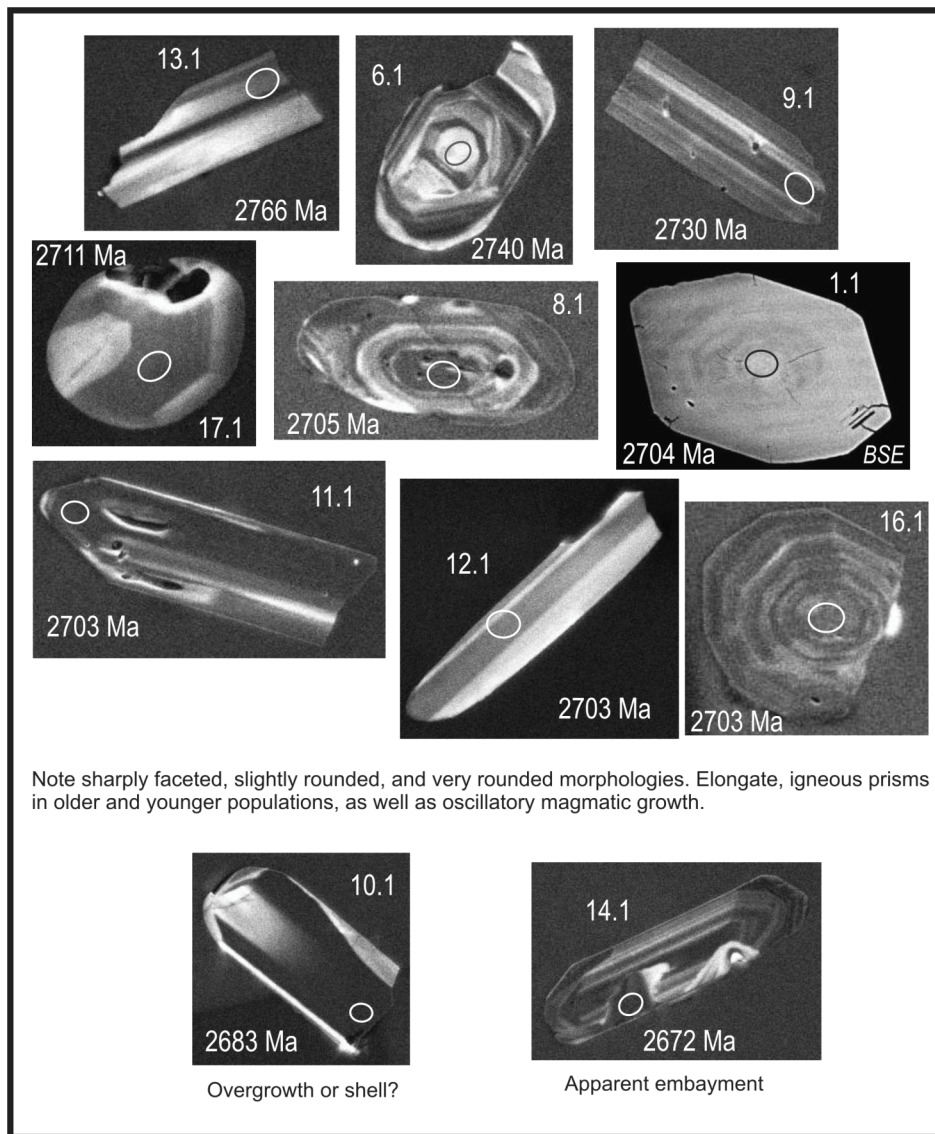 13.1
2766 Ma
6.1
2740 Ma
9.1
2730 Ma
2711 Ma
17.1
8.1
2705 Ma
1.1
2704 Ma
BSE
11.1
2703 Ma
12.1
2703 Ma
16.1
2703 Ma
Note sharply faceted, slightly rounded, and very rounded morphologies. Elongate, igneous prisms
in older and younger populations, as well as oscillatory magmatic growth.
10.1
2683 Ma
Overgrowth or shell?
14.1
2672 Ma
Apparent embayment